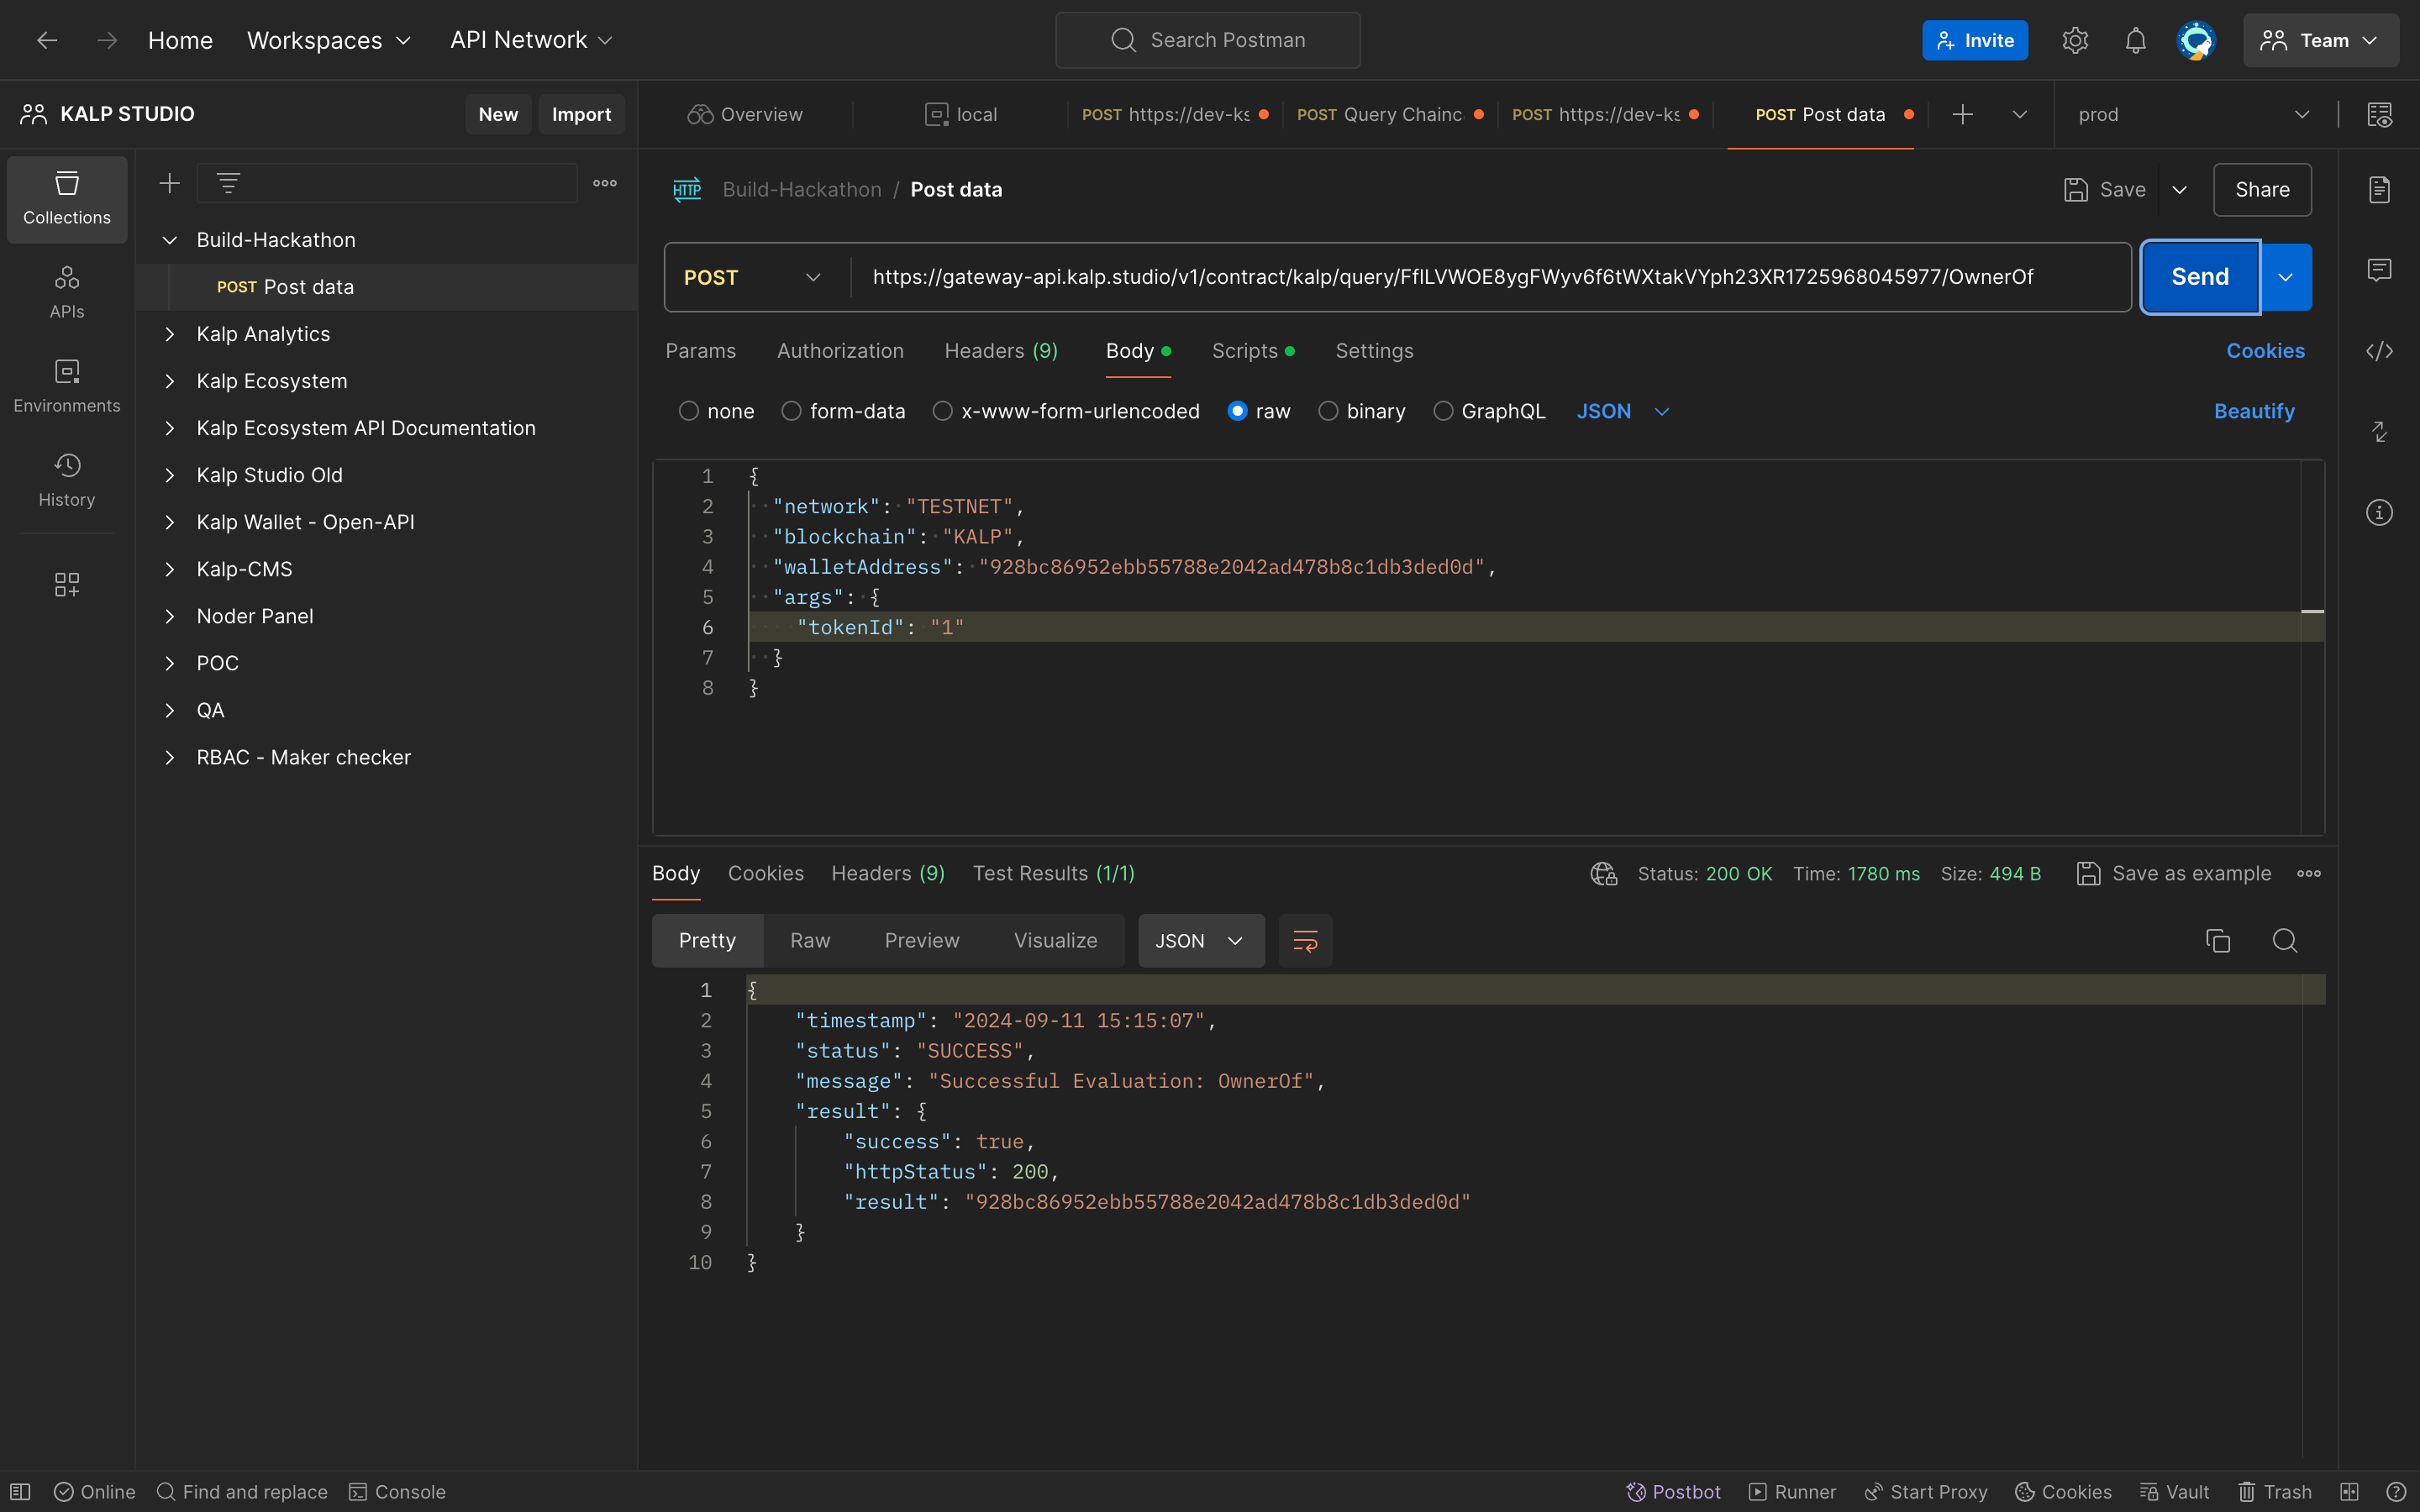 Home Workspaces API Network Search Postman Invite Team
KALP STUDIO New Import Overview local POST https://dev-ks POST Query Chainc POST https://dev-ks POST Post data prod
Collections
APIs
Environments
History
Build-Hackathon
POST Post data
Kalp Analytics
Kalp Ecosystem
Kalp Ecosystem API Documentation
Kalp Studio Old
Kalp Wallet - Open-API
Kalp-CMS
Noder Panel
POC
QA
RBAC - Maker checker
HTTP Build-Hackathon / Post data Save Share
POST https://gateway-api.kalp.studio/v1/contract/kalp/query/FflLVWOE8ygFWyv6f6tWXtakVYph23XR1725968045977/OwnerOf Send
Params Authorization Headers (9) Body Scripts Settings Cookies
none form-data x-www-form-urlencoded raw binary GraphQL JSON Beautify
1 {
2 "network": "TESTNET",
3 "blockchain": "KALP",
4 "walletAddress": "928bc86952ebb55788e2042ad478b8c1db3ded0d",
5 "args": {
6 "tokenId": "1"
7 }
8 }
Body Cookies Headers (9) Test Results (1/1) Status: 200 OK Time: 1780 ms Size: 494 B Save as example
Pretty Raw Preview Visualize JSON
1 {
2 "timestamp": "2024-09-11 15:15:07",
3 "status": "SUCCESS",
4 "message": "Successful Evaluation: OwnerOf",
5 "result": {
6 "success": true,
7 "httpStatus": 200,
8 "result": "928bc86952ebb55788e2042ad478b8c1db3ded0d"
9 }
10 }
Online Find and replace Console Postbot Runner Start Proxy Cookies Vault Trash